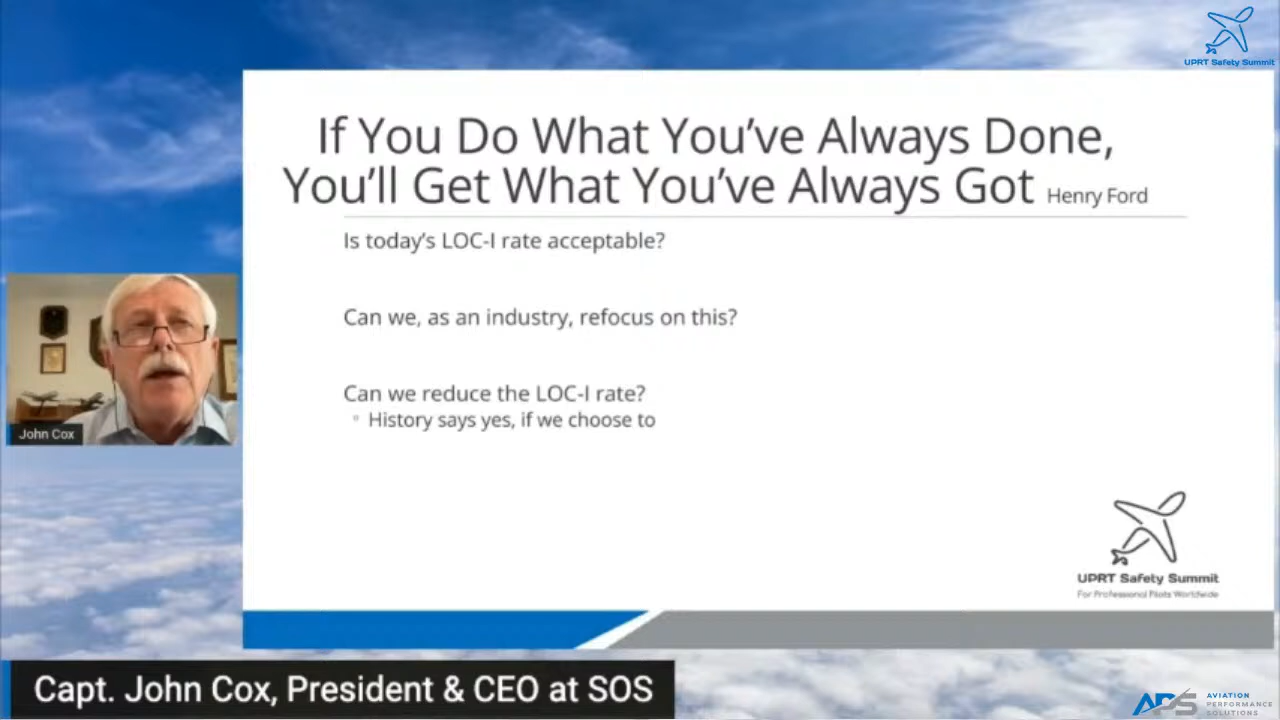 UPRT Safety Summit
If You Do What You've Always Done,
You'll Get What You've Always Got Henry Ford
Is today's LOC-I rate acceptable?
Can we, as an industry, refocus on this?
Can we reduce the LOC-I rate?
◦ History says yes, if we choose to
John Cox
UPRT Safety Summit
For Professional Pilots Worldwide
Capt. John Cox, President & CEO at SOS
APS AVIATION
PERFORMANCE
SOLUTIONS